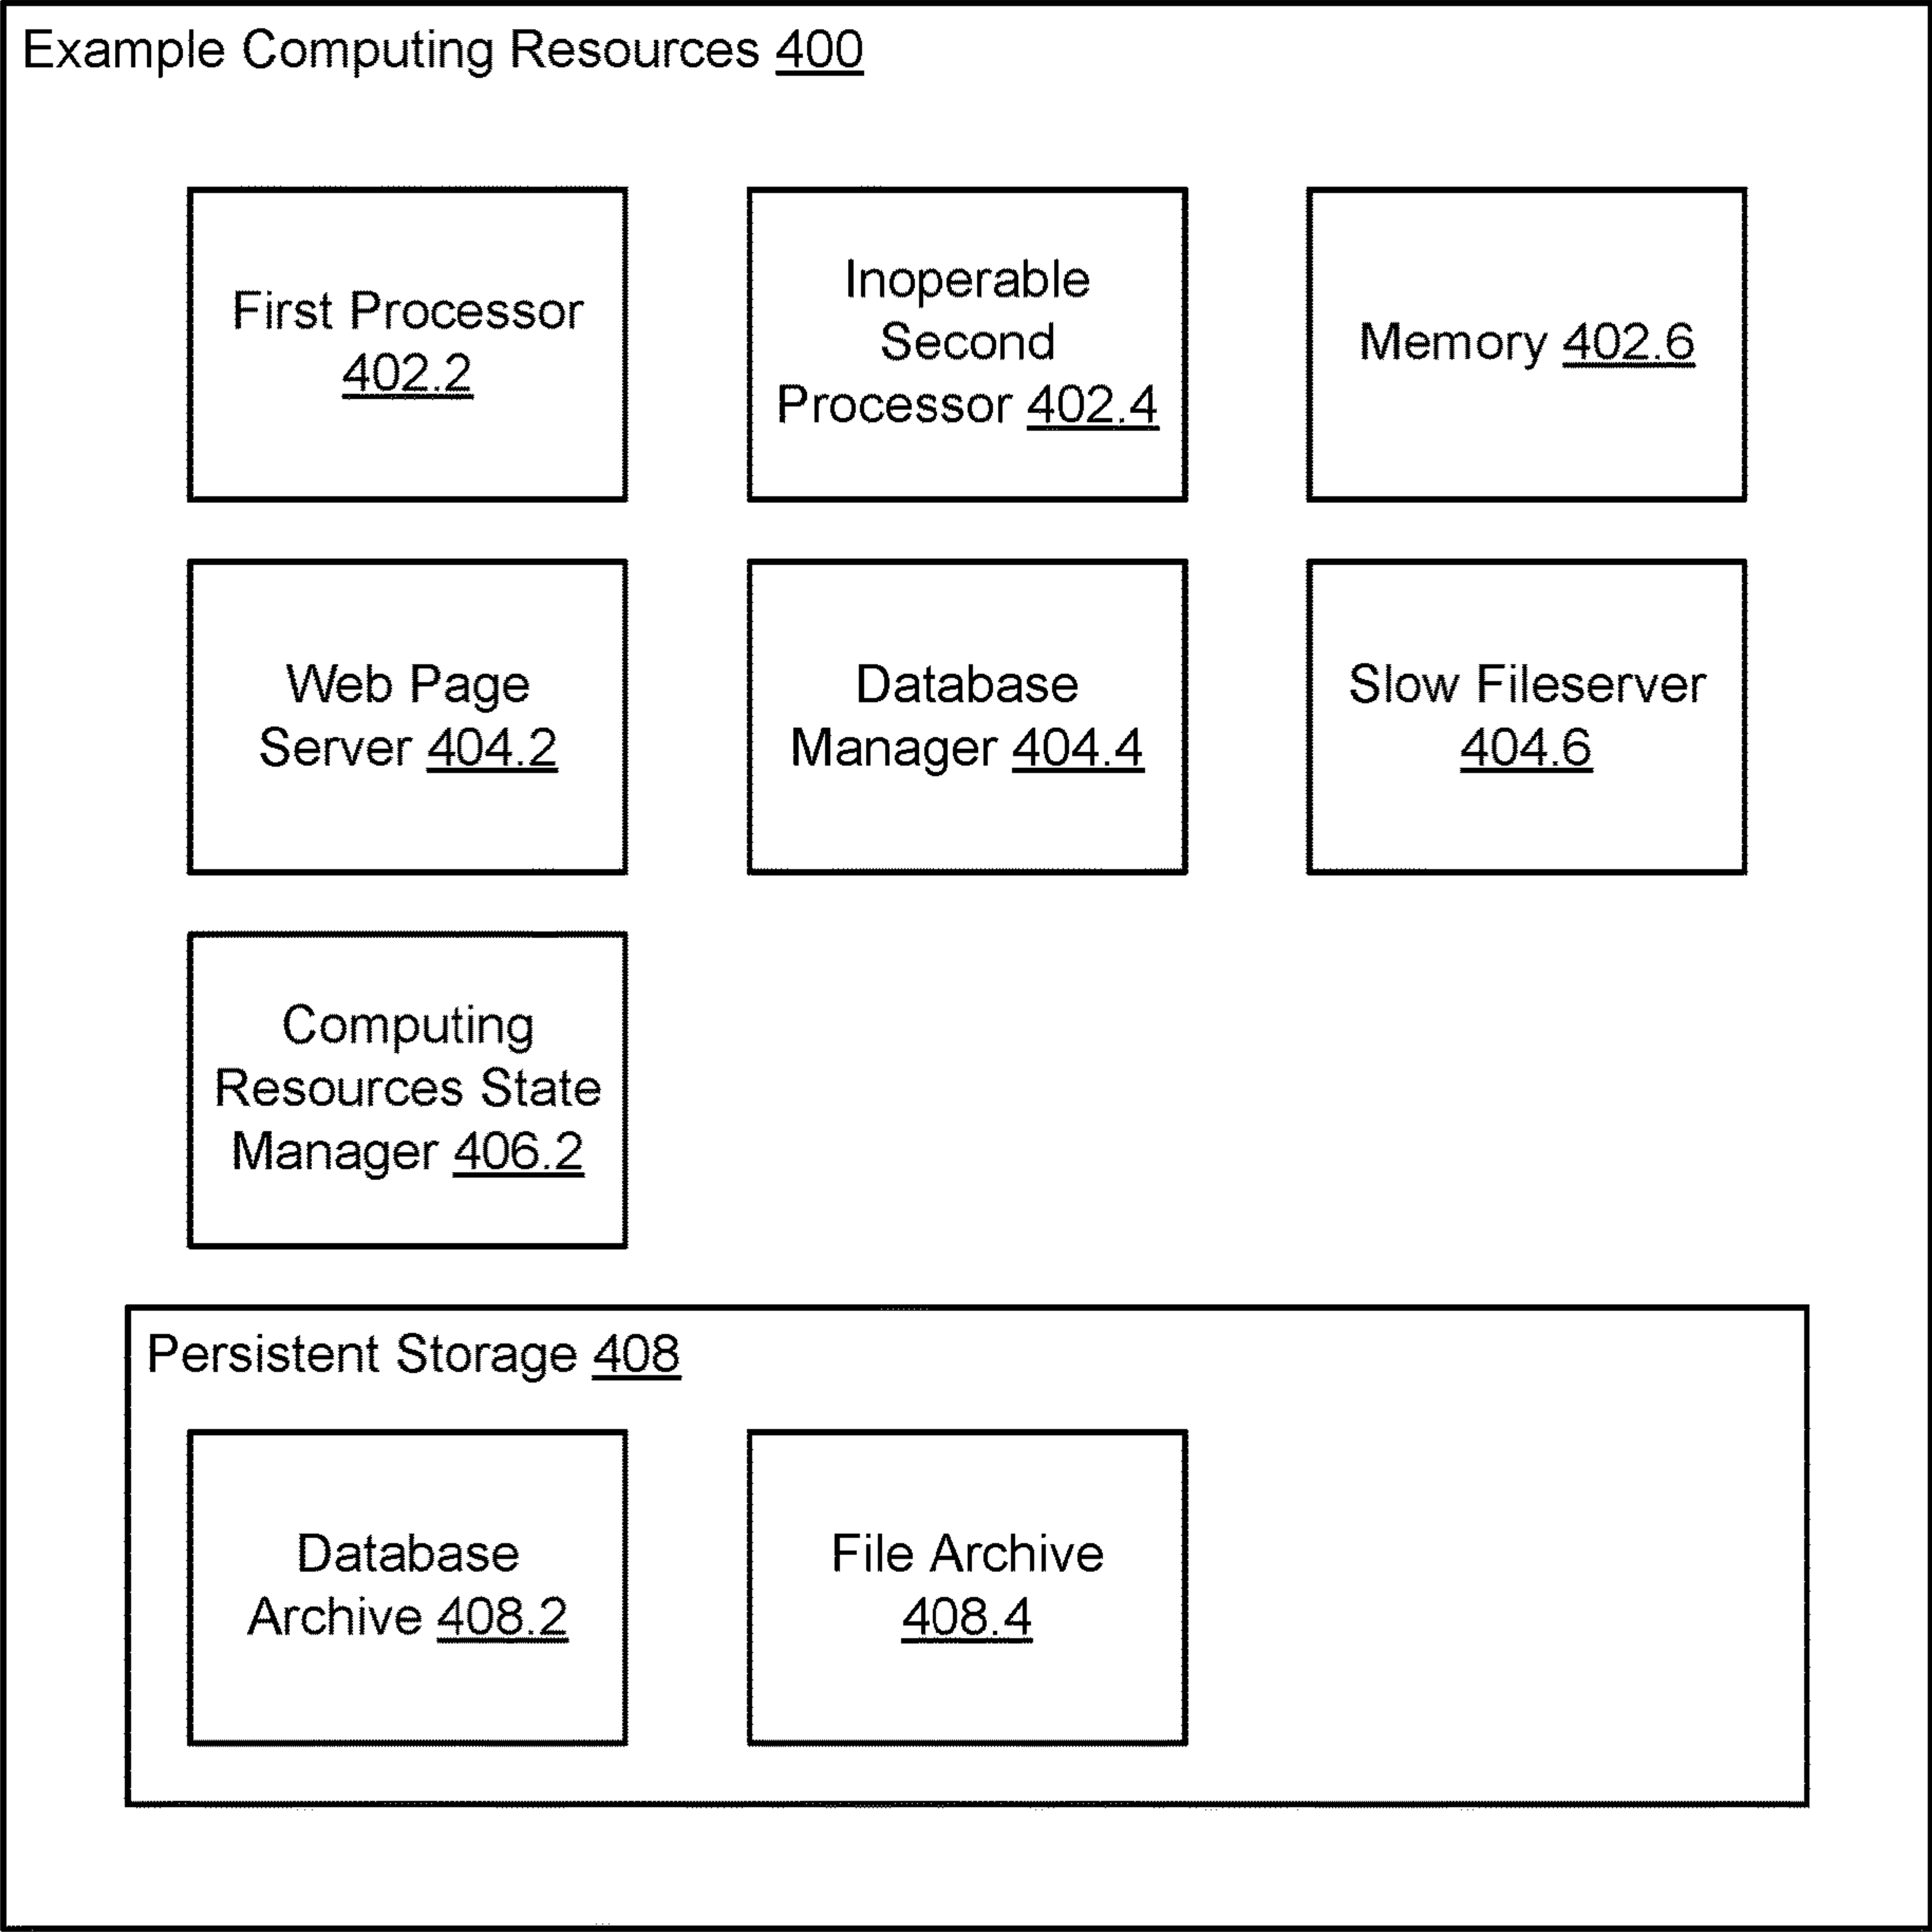 Example Computing Resources 400
First Processor
402.2
Inoperable
Second
Processor 402.4
Memory 402.6
Web Page
Server 404.2
Database
Manager 404.4
Slow Fileserver
404.6
Computing
Resources State
Manager 406.2
Persistent Storage 408
Database
Archive 408.2
File Archive
408.4